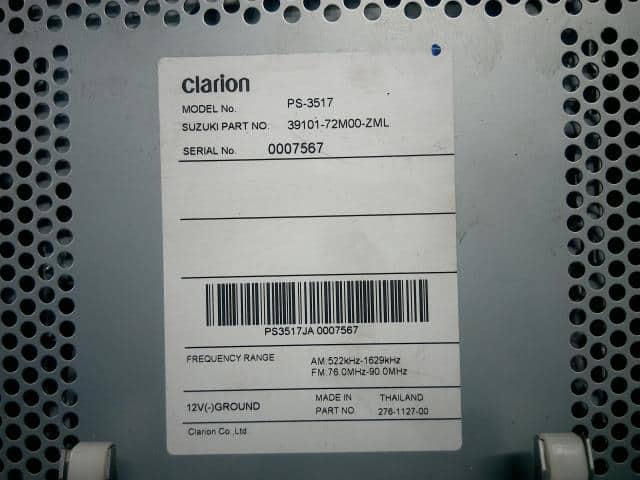 clarion
MODEL No. PS-3517
SUZUKI PART NO. 39101-72M00-ZML
SERIAL No. 0007567
PS3517JA 0007567
FREQUENCY RANGE AM:522kHz-1629kHz
FM:76.0MHz-90.0MHz
12V(-)GROUND MADE IN THAILAND
PART NO 276-1127-00
Clarion Co.,Ltd.